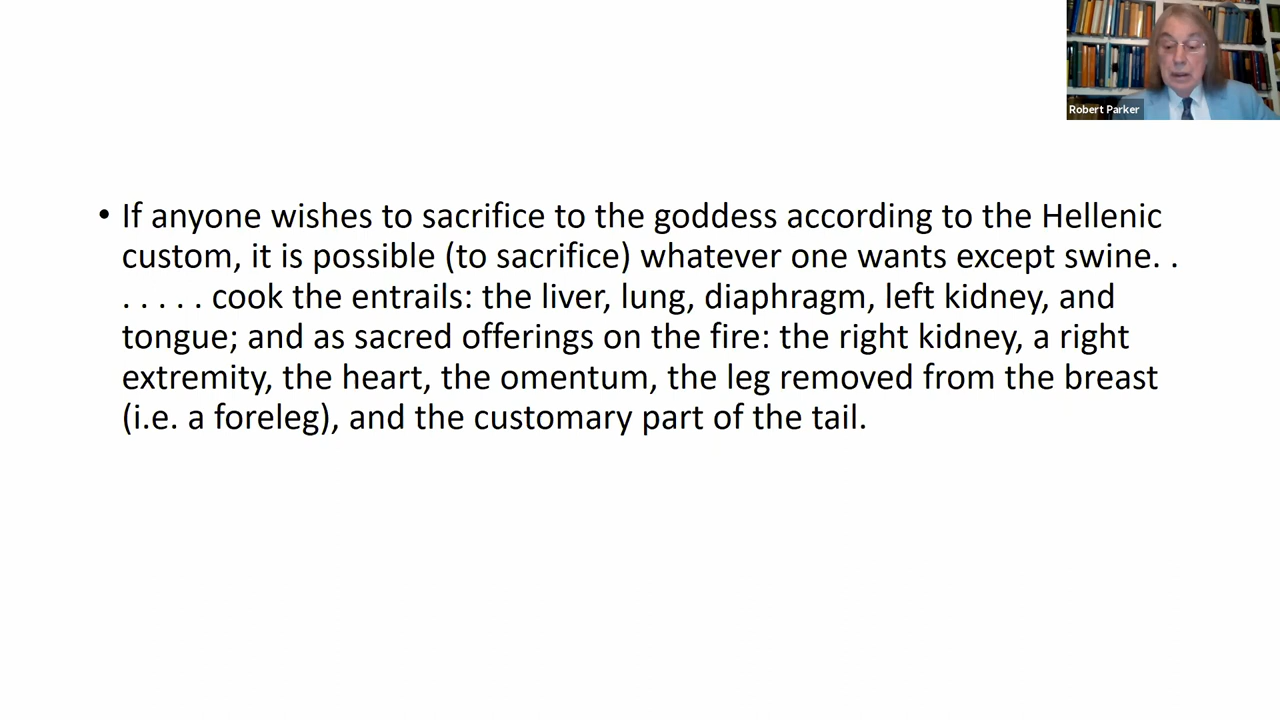 Robert Parker
• If anyone wishes to sacrifice to the goddess according to the Hellenic
custom, it is possible (to sacrifice) whatever one wants except swine. .
. . . . . cook the entrails: the liver, lung, diaphragm, left kidney, and
tongue; and as sacred offerings on the fire: the right kidney, a right
extremity, the heart, the omentum, the leg removed from the breast
(i.e. a foreleg), and the customary part of the tail.